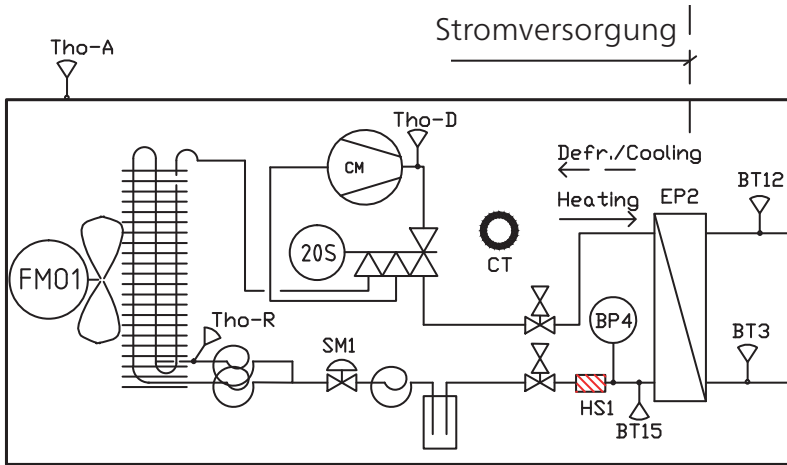 Stromversorgung
Tho-A
Tho-D
CM
Defr./Cooling
Heating
EP2
BT12
20S
CT
FM01
Tho-R
BP4
SM1
BT3
HS1
BT15